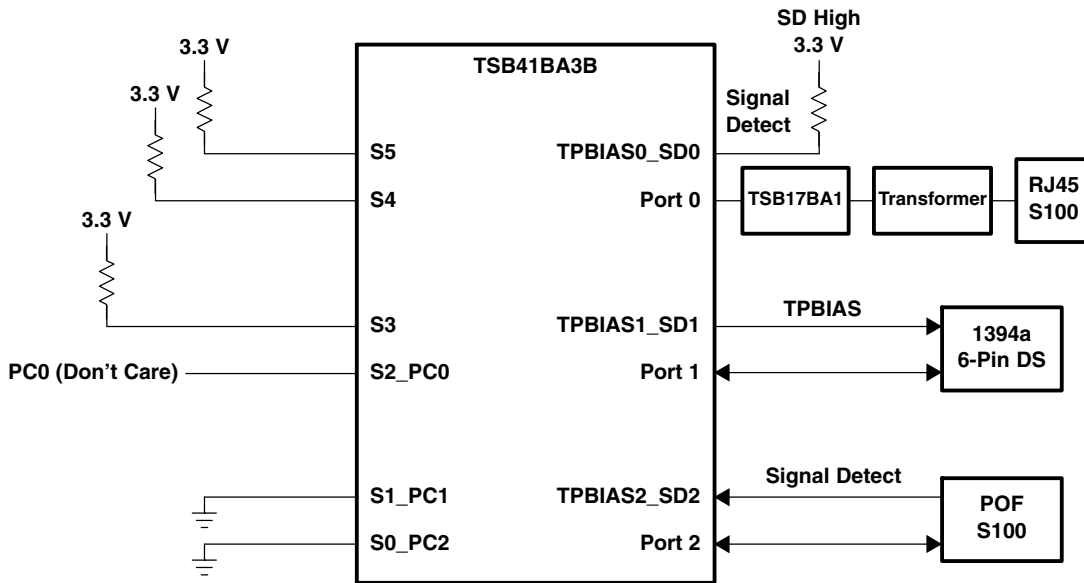 SD High
3.3 V
3.3 V
3.3 V
TSB41BA3B
Signal
Detect
S5
TPBIAS0_SD0
S4
Port 0
TSB17BA1
Transformer
RJ45
S100
3.3 V
S3
TPBIAS1_SD1
TPBIAS
1394a
6-Pin DS
PC0 (Don't Care)
S2_PC0
Port 1
S1_PC1
TPBIAS2_SD2
Signal Detect
POF
S100
S0_PC2
Port 2